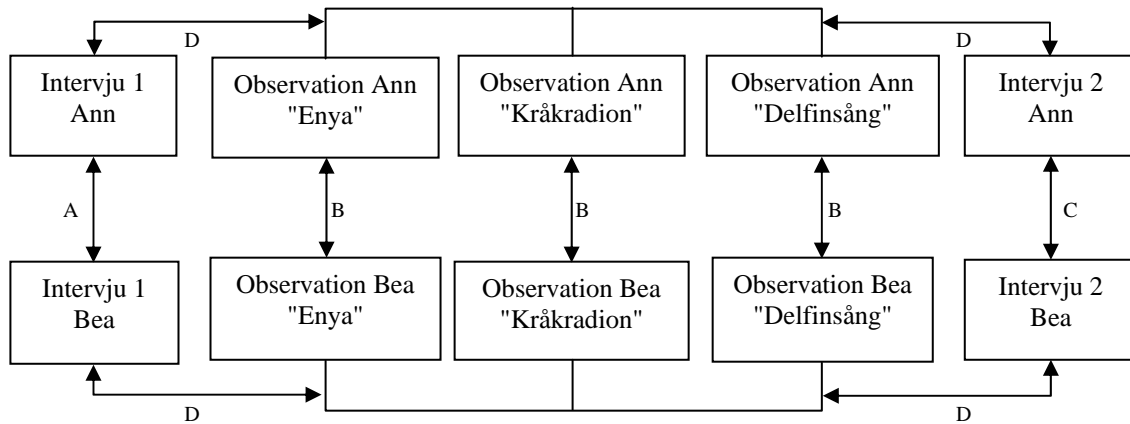 D
D
Intervju 1
Ann
Observation Ann
"Enya"
Observation Ann
"Kråkradion"
Observation Ann
"Delfinsång"
Intervju 2
Ann
A
B
B
B
C
Intervju 1
Bea
Observation Bea
"Enya"
Observation Bea
"Kråkradion"
Observation Bea
"Delfinsång"
Intervju 2
Bea
D
D